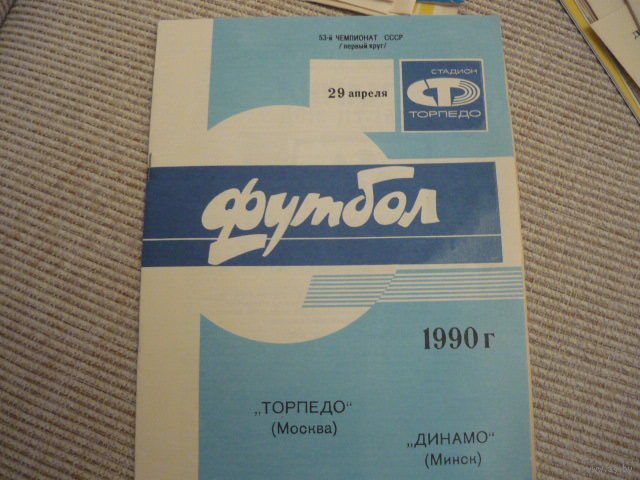 53-й ЧЕМПИОНАТ СССР
/первый круг/
29 апреля
СТАДИОН
ТОРПЕДО
футбол
1990 г
„ТОРПЕДО“
(Москва)
„ДИНАМО“
(Минск)